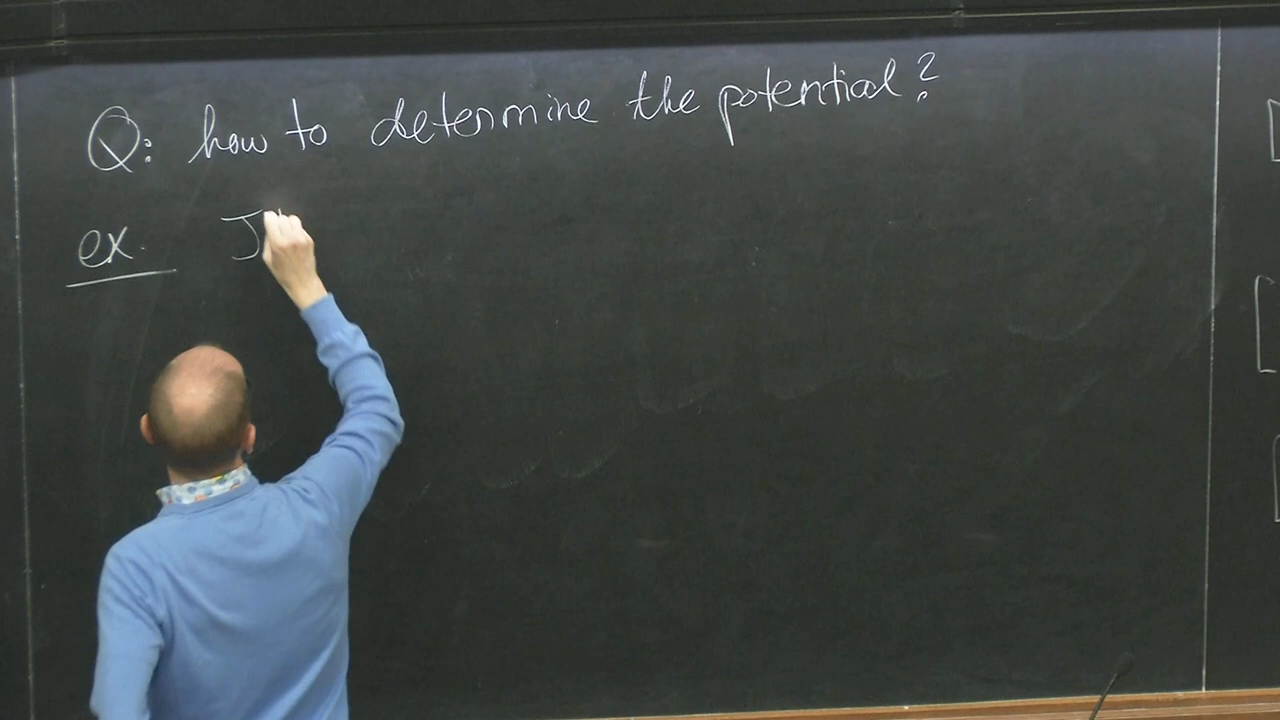 Q: how to determine the potential?
ex. J